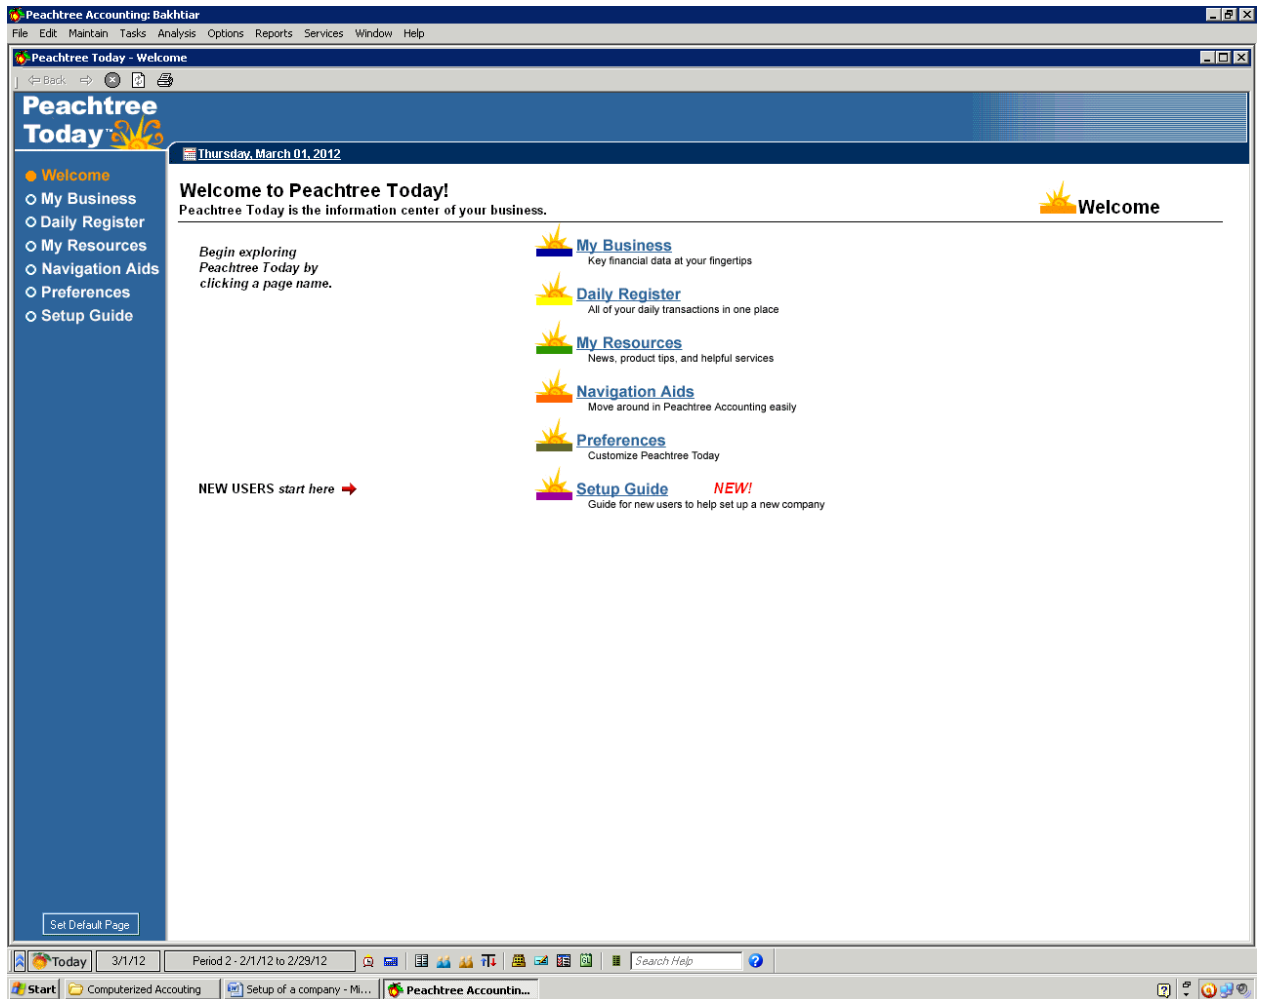 Peachtree Accounting: Bakhtiar
File Edit Maintain Tasks Analysis Options Reports Services Window Help
Peachtree Today - Welcome
Back
Peachtree
Today
Thursday, March 01, 2012
Welcome
My Business
Daily Register
My Resources
Navigation Aids
Preferences
Setup Guide
Welcome to Peachtree Today!
Peachtree Today is the information center of your business.
Welcome
Begin exploring
Peachtree Today by
clicking a page name.
My Business
Key financial data at your fingertips
Daily Register
All of your daily transactions in one place
My Resources
News, product tips, and helpful services
Navigation Aids
Move around in Peachtree Accounting easily
Preferences
Customize Peachtree Today
NEW USERS start here
Setup Guide NEW!
Guide for new users to help set up a new company
Set Default Page
Today 3/1/12 Period 2 - 2/1/12 to 2/29/12 Search Help
Start Computerized Accouting Setup of a company - Mi... Peachtree Accountin...